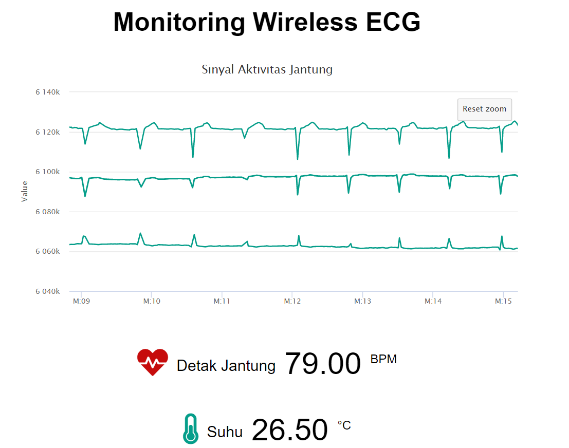 Monitoring Wireless ECG
Sinyal Aktivitas Jantung
Reset zoom
6 140k
6 120k
6 100k
6 080k
6 060k
6 040k
Value
M:09 M:10 M:11 M:12 M:13 M:14 M:15
Detak Jantung 79.00 BPM
Suhu 26.50 °C